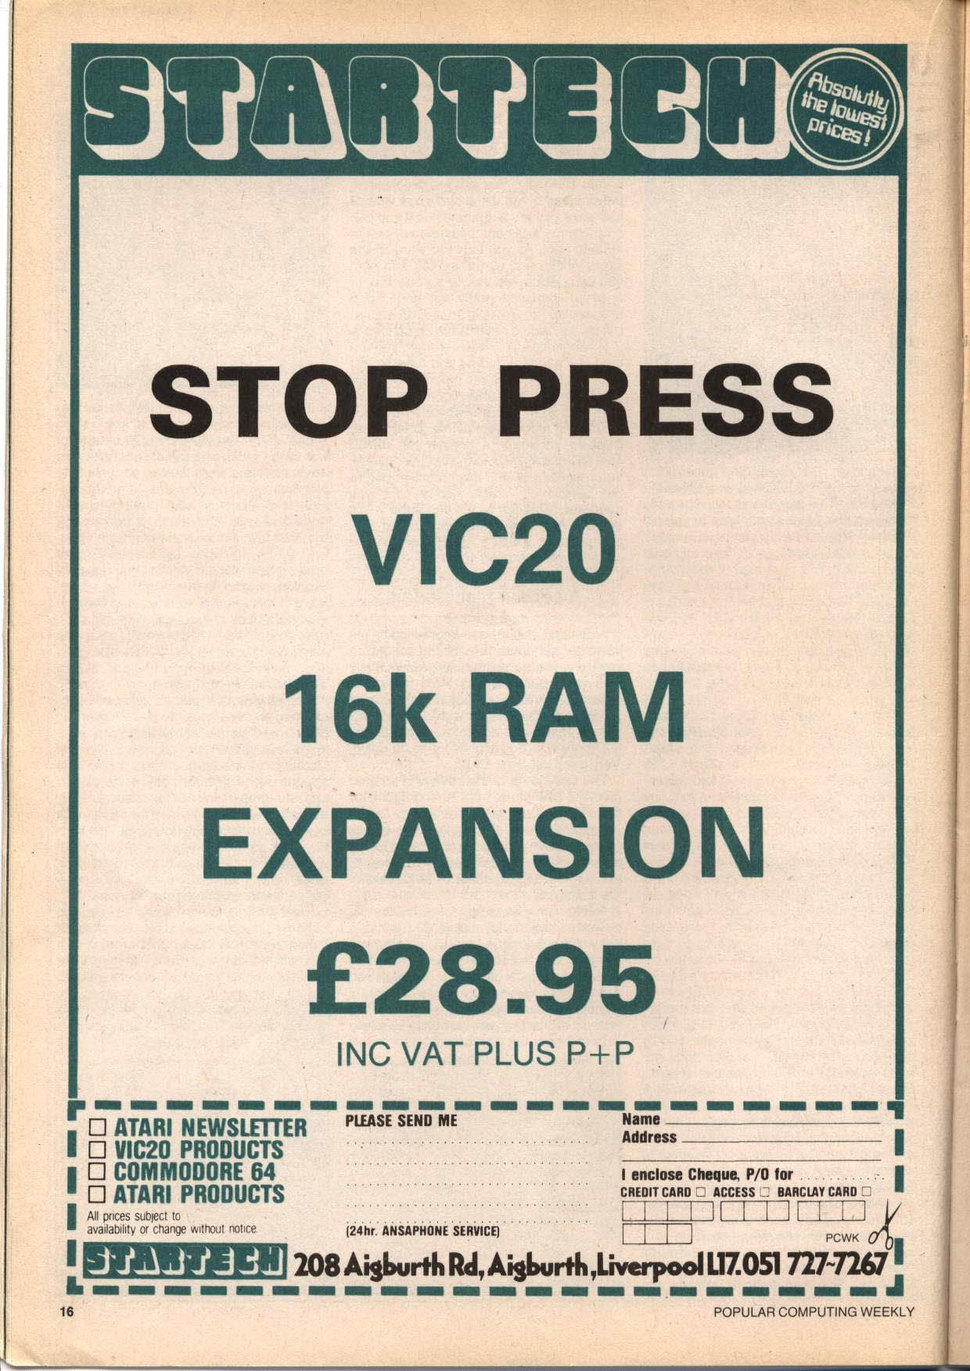 STARTECH
Absolutly
the lowest
prices!
STOP PRESS
VIC20
16k RAM
EXPANSION
£28.95
INC VAT PLUS P+P
ATARI NEWSLETTER
VIC20 PRODUCTS
COMMODORE 64
ATARI PRODUCTS
All prices subject to
availability or change without notice
PLEASE SEND ME
(24hr. ANSAPHONE SERVICE)
Name
Address
I enclose Cheque, P/O for
CREDIT CARD ACCESS BARCLAY CARD
PCWK
STARTECH 208 Aigburth Rd, Aigburth, Liverpool L17. 051 727-7267
16
POPULAR COMPUTING WEEKLY